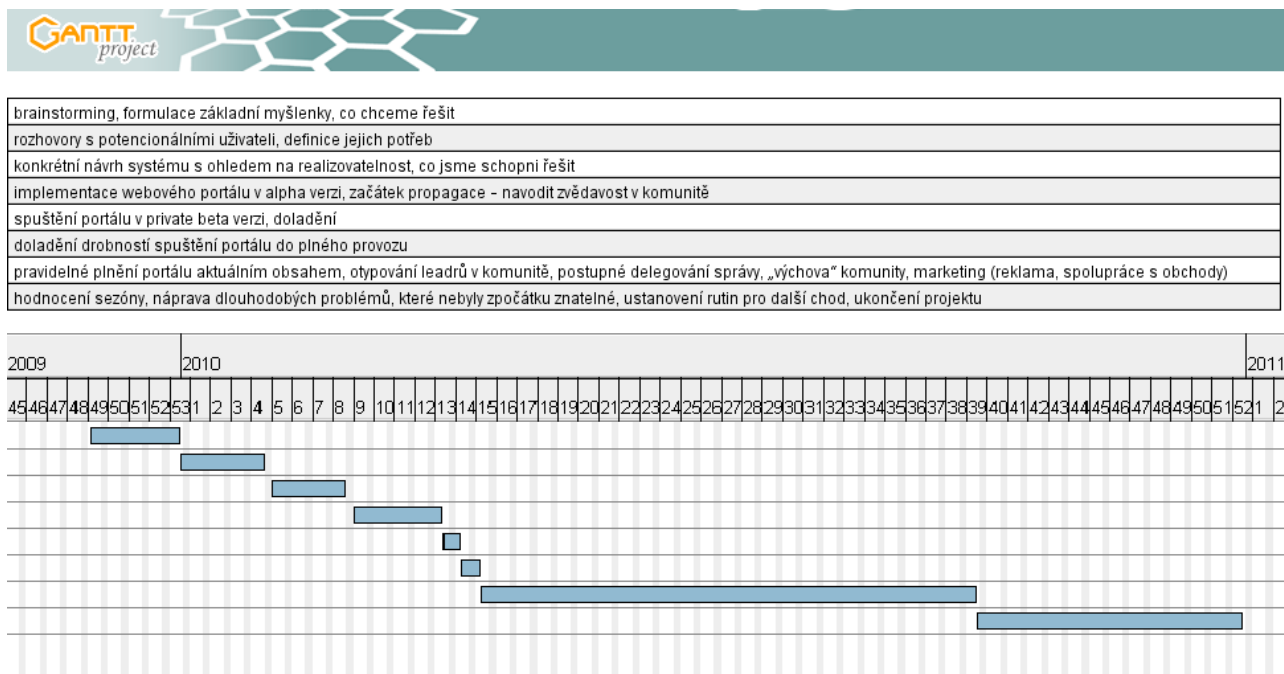 GANTT
project
brainstorming, formulace základní myšlenky, co chceme řešit
rozhovory s potencionálními uživateli, definice jejich potřeb
konkrétní návrh systému s ohledem na realizovatelnost, co jsme schopni řešit
implementace webového portálu v alpha verzi, začátek propagace – navodit zvědavost v komunitě
spuštění portálu v private beta verzi, doladění
doladění drobností spuštění portálu do plného provozu
pravidelné plnění portálu aktuálním obsahem, otypování leadrů v komunitě, postupné delegování správy, „výchova“ komunity, marketing (reklama, spolupráce s obchody)
hodnocení sezóny, náprava dlouhodobých problémů, které nebyly zpočátku znatelné, ustanovení rutin pro další chod, ukončení projektu
2009 2010 2011
45 46 47 48 49 50 51 52 53 1 2 3 4 5 6 7 8 9 10 11 12 13 14 15 16 17 18 19 20 21 22 23 24 25 26 27 28 29 30 31 32 33 34 35 36 37 38 39 40 41 42 43 44 45 46 47 48 49 50 51 52 1 2